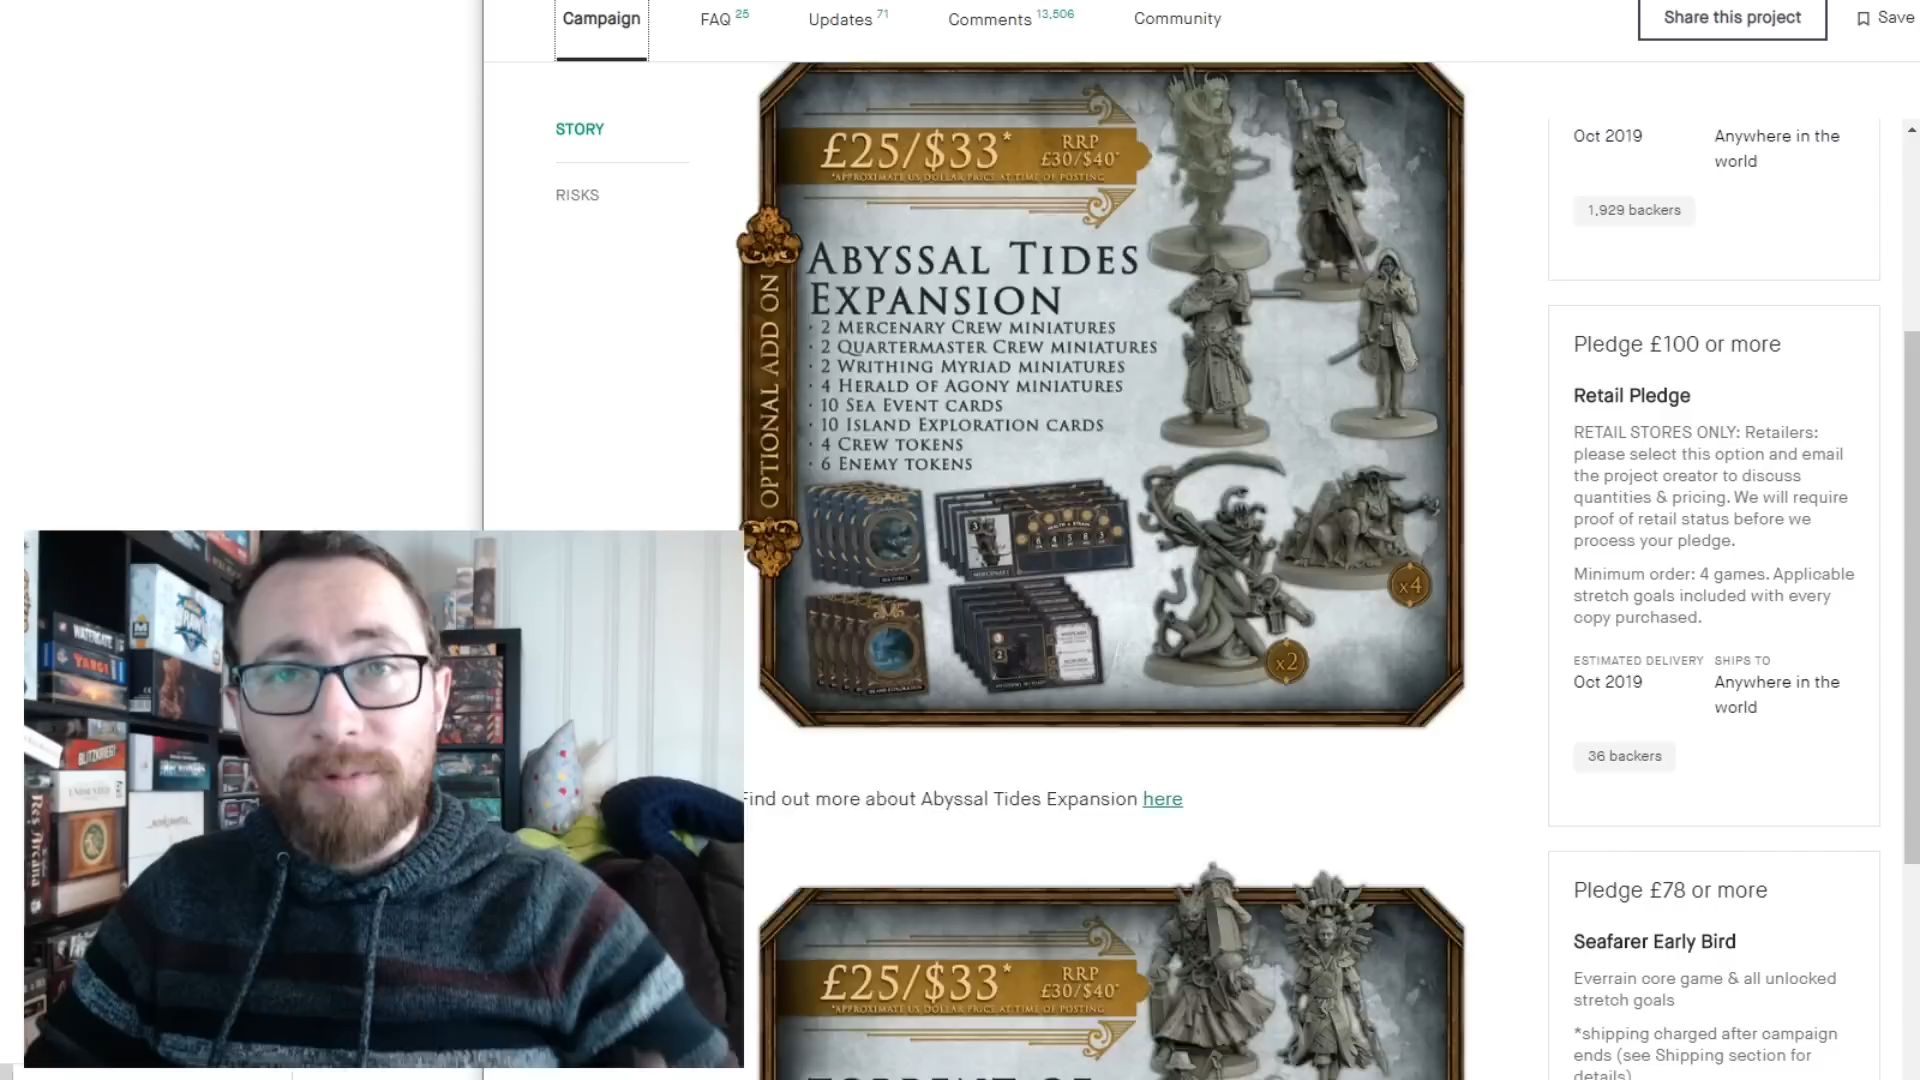 Campaign
FAQ 25
Updates 71
Comments 13,506
Community
Share this project
Save
STORY
RISKS
£25/$33*
RRP
£30/$40*
*APPROXIMATE US DOLLAR PRICE AT TIME OF POSTING
OPTIONAL ADD ON
ABYSSAL TIDES
EXPANSION
· 2 MERCENARY CREW MINIATURES
· 2 QUARTERMASTER CREW MINIATURES
· 2 WRITHING MYRIAD MINIATURES
· 4 HERALD OF AGONY MINIATURES
· 10 SEA EVENT CARDS
· 10 ISLAND EXPLORATION CARDS
· 4 CREW TOKENS
· 6 ENEMY TOKENS
MERCENARY
x4
x2
Find out more about Abyssal Tides Expansion here
£25/$33*
RRP
£30/$40*
*APPROXIMATE US DOLLAR PRICE AT TIME OF POSTING
Oct 2019
Anywhere in the
world
1,929 backers
Pledge £100 or more
Retail Pledge
RETAIL STORES ONLY: Retailers:
please select this option and email
the project creator to discuss
quantities & pricing. We will require
proof of retail status before we
process your pledge.
Minimum order: 4 games. Applicable
stretch goals included with every
copy purchased.
ESTIMATED DELIVERY
SHIPS TO
Oct 2019
Anywhere in the
world
36 backers
Pledge £78 or more
Seafarer Early Bird
Everrain core game & all unlocked
stretch goals
*shipping charged after campaign
ends (see Shipping section for
details)
WATERGATE
BLITZKRIEG
UNDAUNTED
Res Arcana